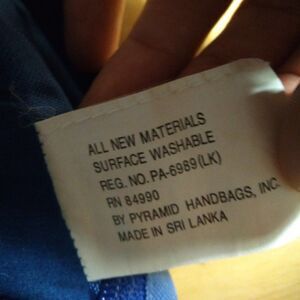 ALL NEW MATERIALS
SURFACE WASHABLE
REG. NO. PA-6989 (LK)
RN 84990
BY PYRAMID HANDBAGS, INC.
MADE IN SRI LANKA